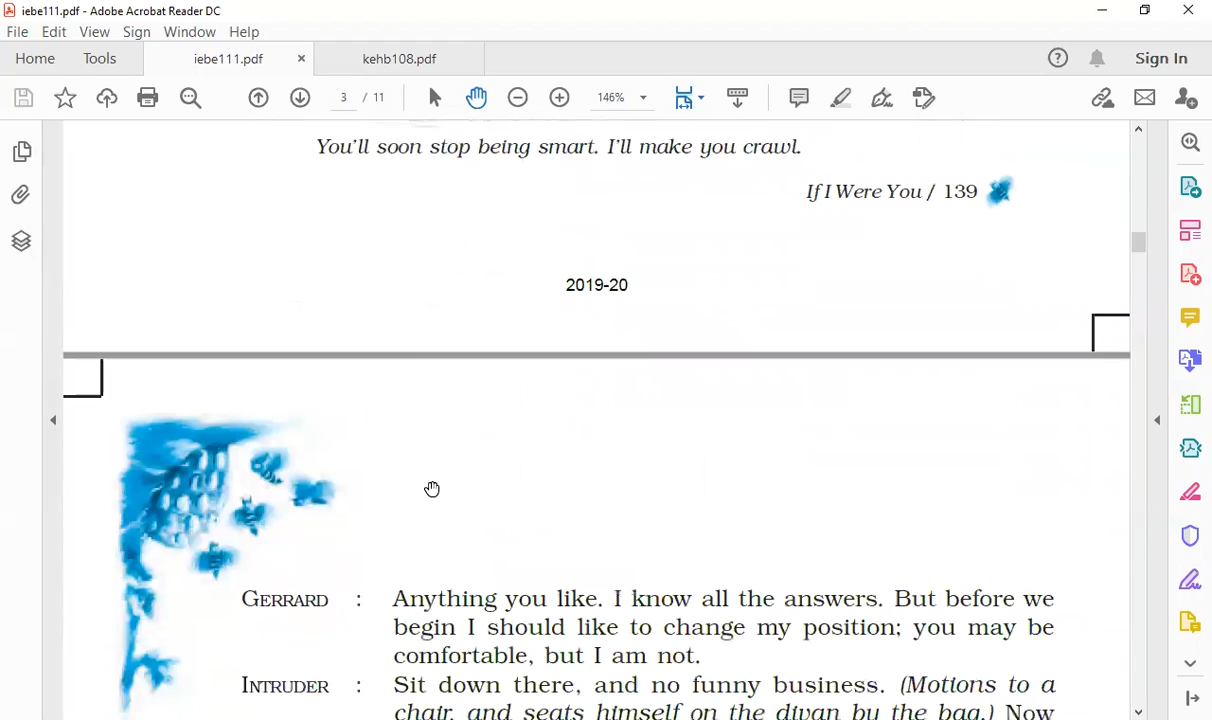 iebe111.pdf - Adobe Acrobat Reader DC
File Edit View Sign Window Help
Home Tools iebe111.pdf × kehb108.pdf Sign In
3 / 11 146%
You'll soon stop being smart. I'll make you crawl.
If I Were You / 139
2019-20
GERRARD : Anything you like. I know all the answers. But before we
begin I should like to change my position; you may be
comfortable, but I am not.
INTRUDER : Sit down there, and no funny business. (Motions to a
chair, and seats himself on the divan by the bag.) Now